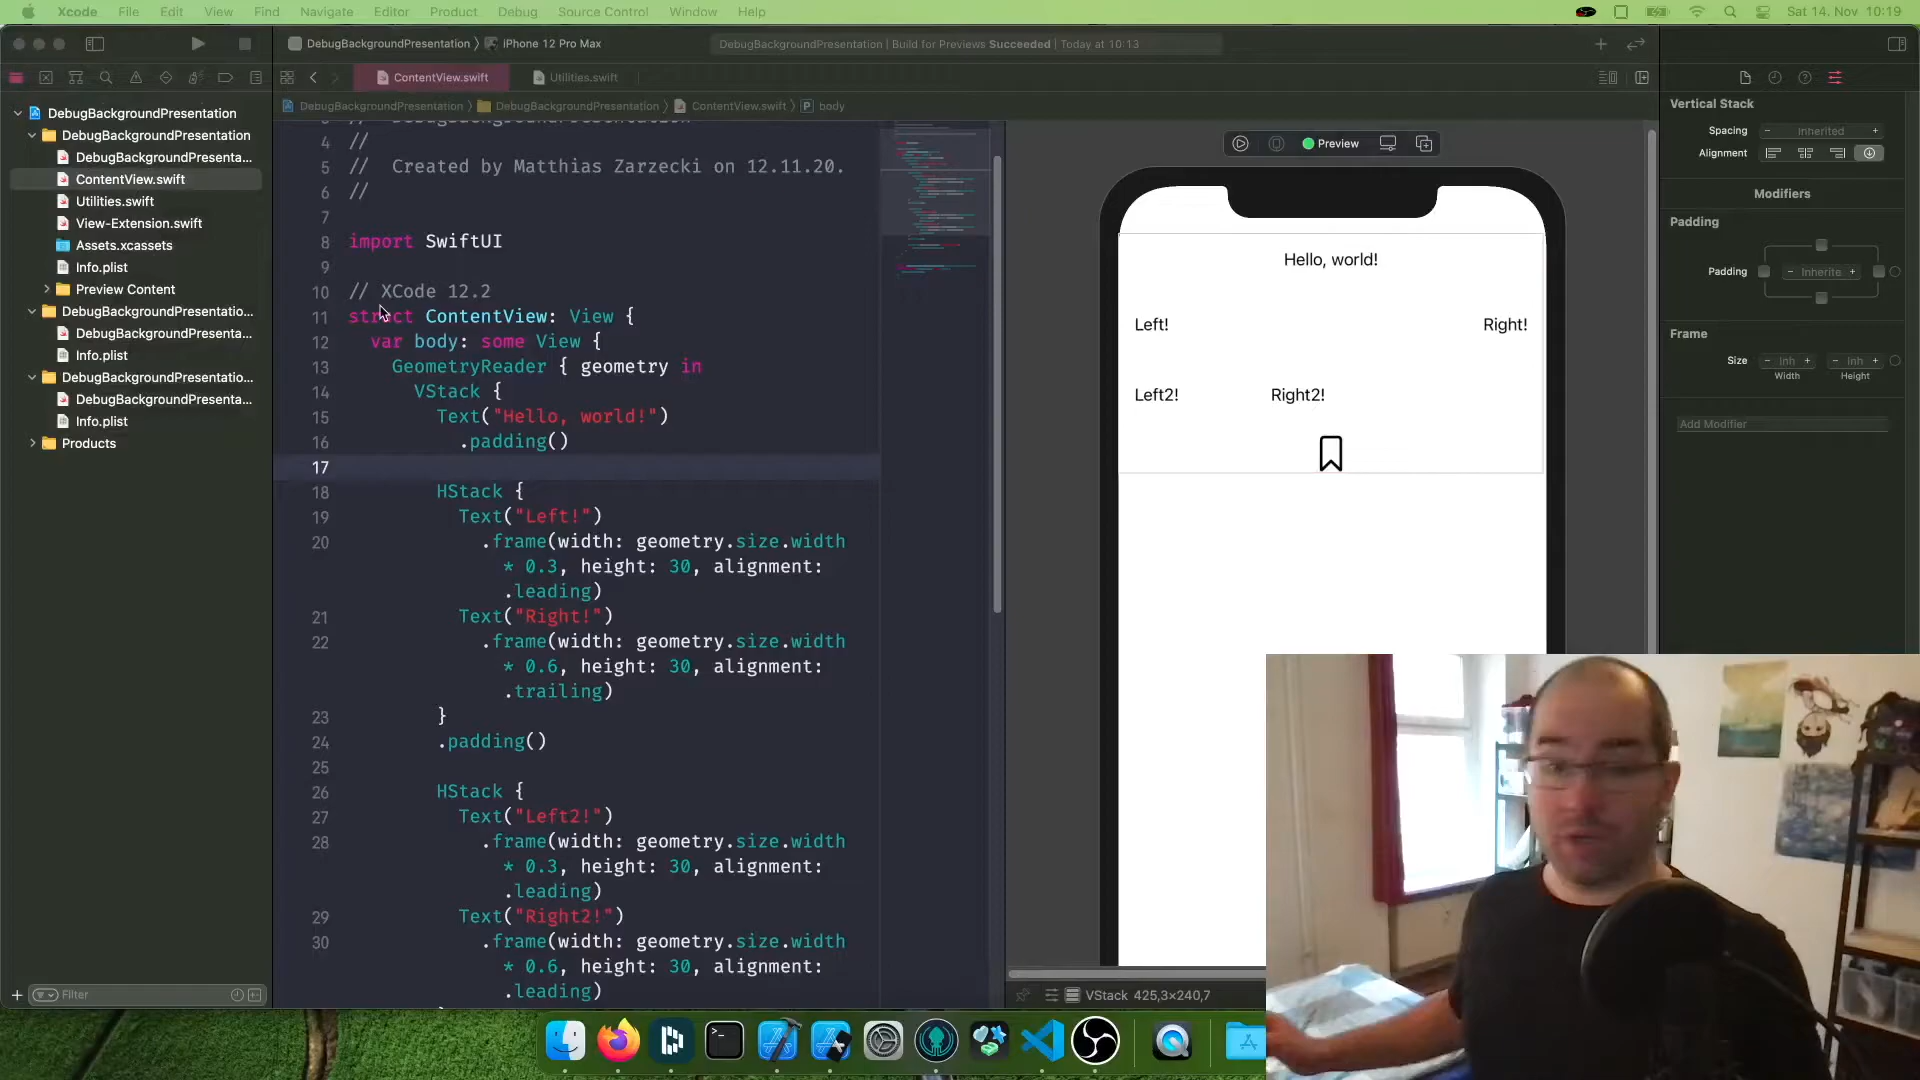 Xcode File Edit View Find Navigate Editor Product Debug Source Control Window Help Sat 14. Nov 10:19
DebugBackgroundPresentation iPhone 12 Pro Max DebugBackgroundPresentation | Build for Previews Succeeded | Today at 10:13
ContentView.swift Utilities.swift
DebugBackgroundPresentation DebugBackgroundPresentation ContentView.swift P body
DebugBackgroundPresentation
DebugBackgroundPresentation
DebugBackgroundPresenta...
ContentView.swift
Utilities.swift
View-Extension.swift
Assets.xcassets
Info.plist
Preview Content
DebugBackgroundPresentatio...
DebugBackgroundPresenta...
Info.plist
DebugBackgroundPresentatio...
DebugBackgroundPresenta...
Info.plist
Products
Filter
4 //
5 // Created by Matthias Zarzecki on 12.11.20.
6 //
7
8 import SwiftUI
9
10 // XCode 12.2
11 struct ContentView: View {
12 var body: some View {
13 GeometryReader { geometry in
14 VStack {
15 Text("Hello, world!")
16 .padding()
17
18 HStack {
19 Text("Left!")
20 .frame(width: geometry.size.width
* 0.3, height: 30, alignment:
.leading)
21 Text("Right!")
22 .frame(width: geometry.size.width
* 0.6, height: 30, alignment:
.trailing)
23 }
24 .padding()
25
26 HStack {
27 Text("Left2!")
28 .frame(width: geometry.size.width
* 0.3, height: 30, alignment:
.leading)
29 Text("Right2!")
30 .frame(width: geometry.size.width
* 0.6, height: 30, alignment:
.leading)
Preview
Hello, world!
Left! Right!
Left2! Right2!
VStack 425,3×240,7
Vertical Stack
Spacing - Inherited +
Alignment
Modifiers
Padding
Padding - Inherite +
Frame
Size - Inh + - Inh +
Width Height
Add Modifier